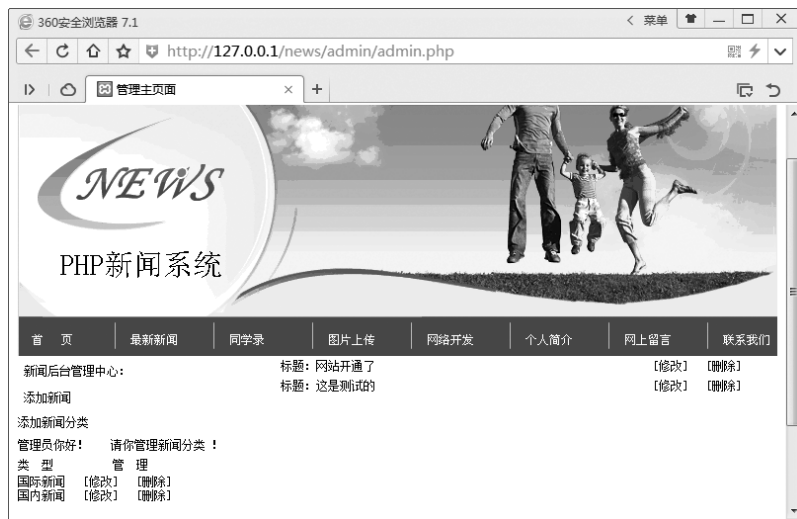 360安全浏览器 7.1
菜单
http://127.0.0.1/news/admin/admin.php
管理主页面
NEWS
PHP新闻系统
首 页 最新新闻 同学录 图片上传 网络开发 个人简介 网上留言 联系我们
新闻后台管理中心:
标题: 网站开通了 [修改] [删除]
标题: 这是测试的 [修改] [删除]
添加新闻
添加新闻分类
管理员你好! 请你管理新闻分类 !
类 型 管 理
国际新闻 [修改] [删除]
国内新闻 [修改] [删除]